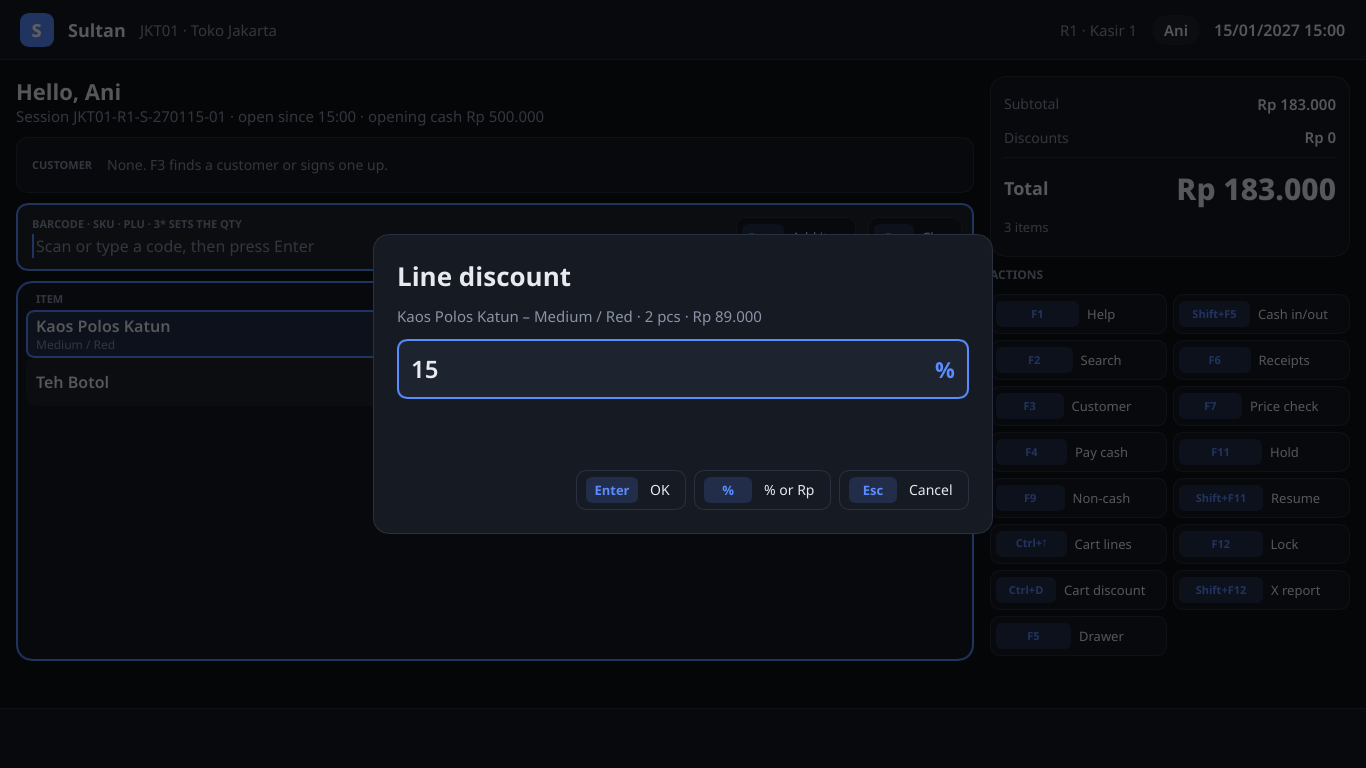 S Sultan JKT01 · Toko Jakarta R1 · Kasir 1 Ani 15/01/2027 15:00
Hello, Ani
Session JKT01-R1-S-270115-01 · open since 15:00 · opening cash Rp 500.000
CUSTOMER None. F3 finds a customer or signs one up.
BARCODE · SKU · PLU · 3* SETS THE QTY
Scan or type a code, then press Enter
ITEM
Kaos Polos Katun
Medium / Red
Teh Botol
Line discount
Kaos Polos Katun – Medium / Red · 2 pcs · Rp 89.000
15 %
Enter OK % % or Rp Esc Cancel
Subtotal Rp 183.000
Discounts Rp 0
Total Rp 183.000
3 items
ACTIONS
F1 Help Shift+F5 Cash in/out
F2 Search F6 Receipts
F3 Customer F7 Price check
F4 Pay cash F11 Hold
F9 Non-cash Shift+F11 Resume
Ctrl+↑ Cart lines F12 Lock
Ctrl+D Cart discount Shift+F12 X report
F5 Drawer